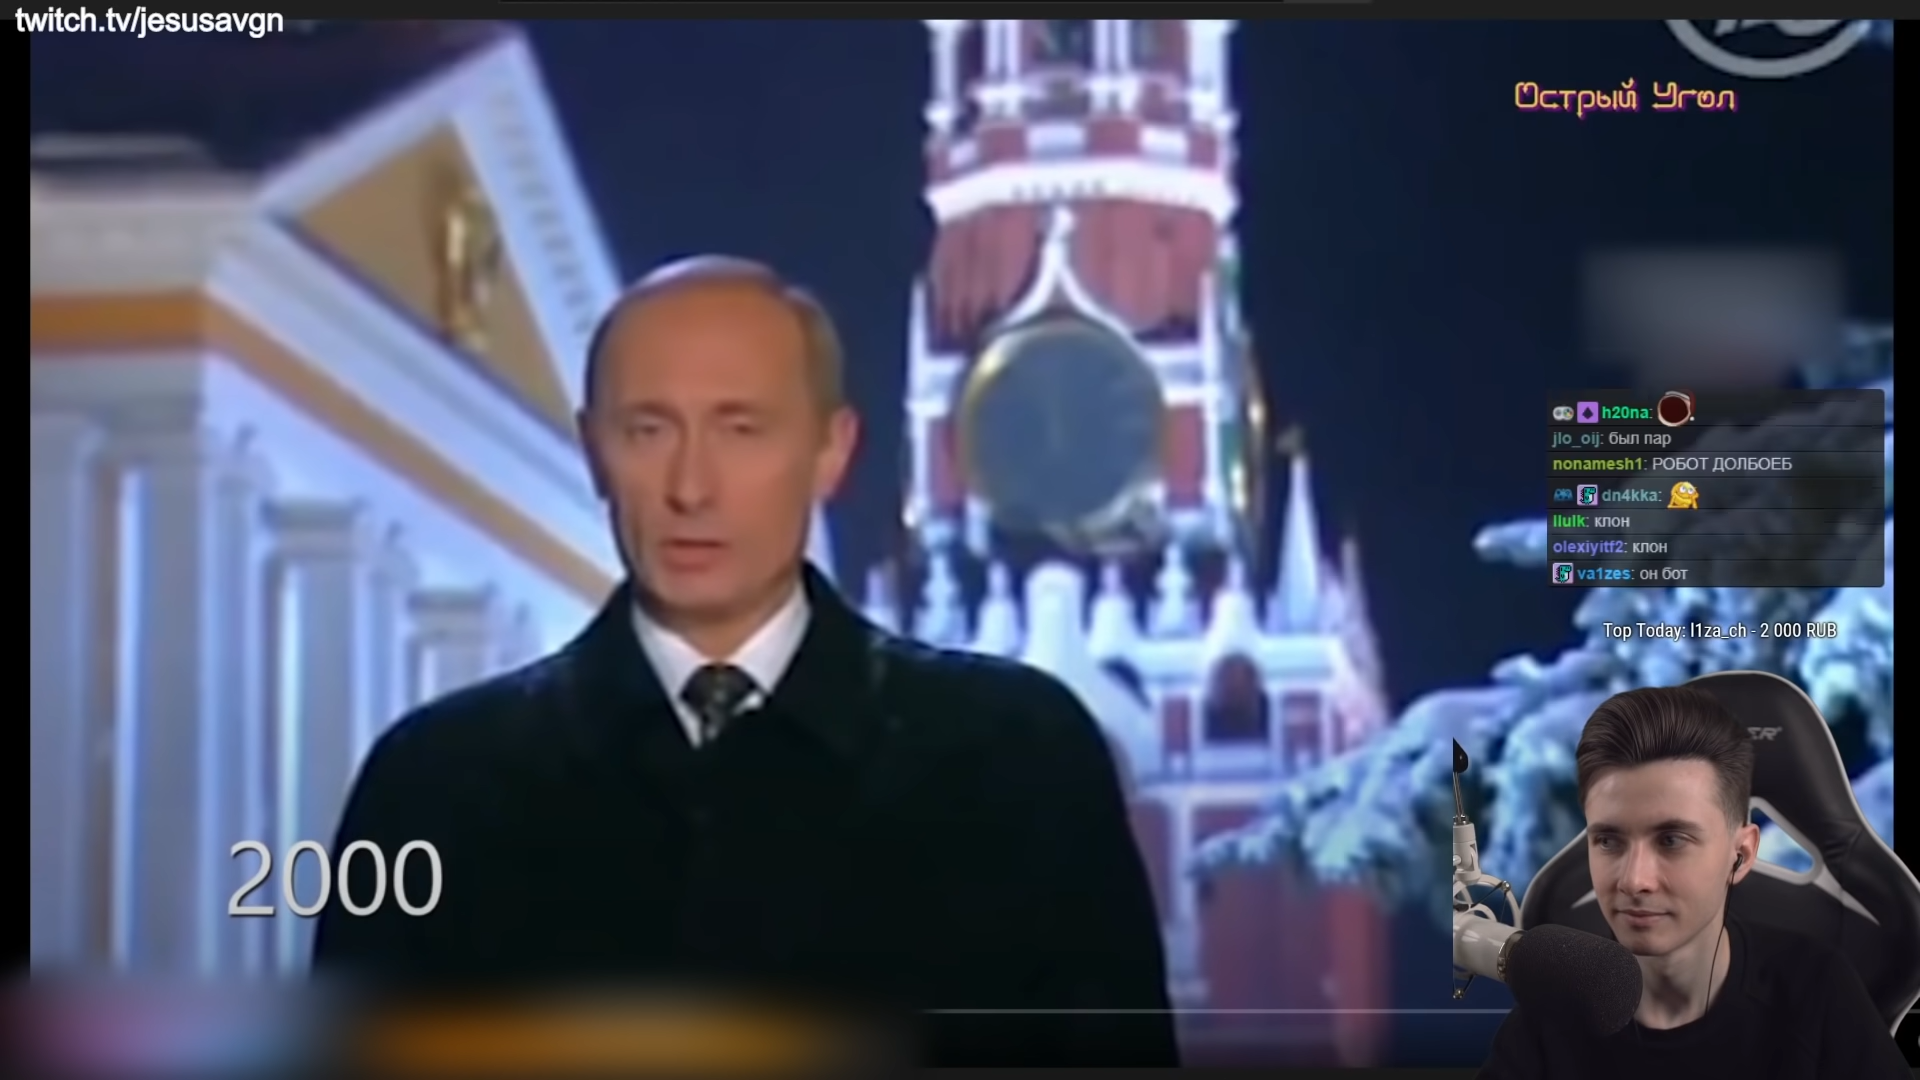 twitch.tv/jesusavgn
Острый Угол
h20na:
jlo_oij: был пар
nonamesh1: РОБОТ ДОЛБОЕБ
dn4kka:
llulk: клон
olexiyitf2: клон
va1zes: он бот
Top Today: l1za_ch - 2 000 RUB
2000